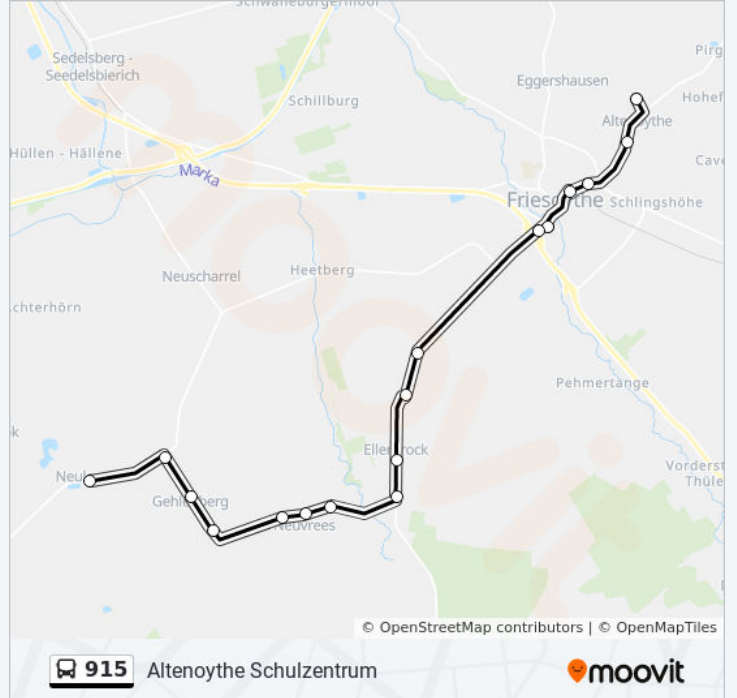 Schwaneburgermoor
Sedelsberg -
Seedelsbierich
Pirg
Eggershausen
Schillburg
Hohef
Altenoythe
Hüllen - Hällene
Cave
Marka
Friesoythe
Schlingshöhe
Neuscharrel
Heetberg
chterhörn
Pehmertange
k
Ellerbrock
Vorderst
Thüle
Neul
Gehlenberg
Neuvrees
© OpenStreetMap contributors | © OpenMapTiles
915 Altenoythe Schulzentrum
moovit